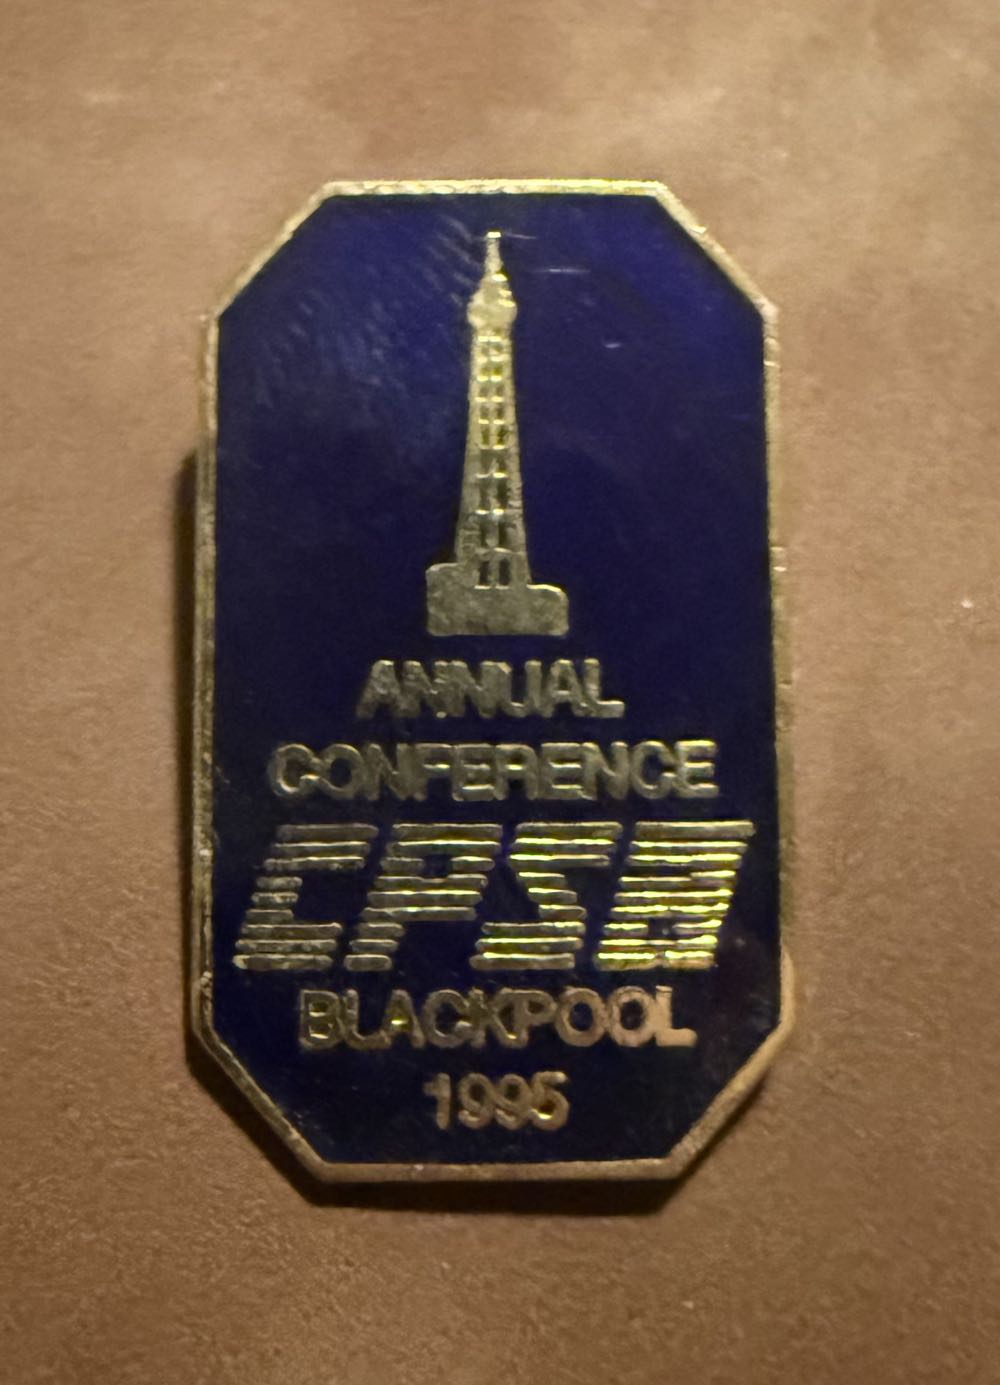 ANNUAL
CONFERENCE
CPSA
BLACKPOOL
1995